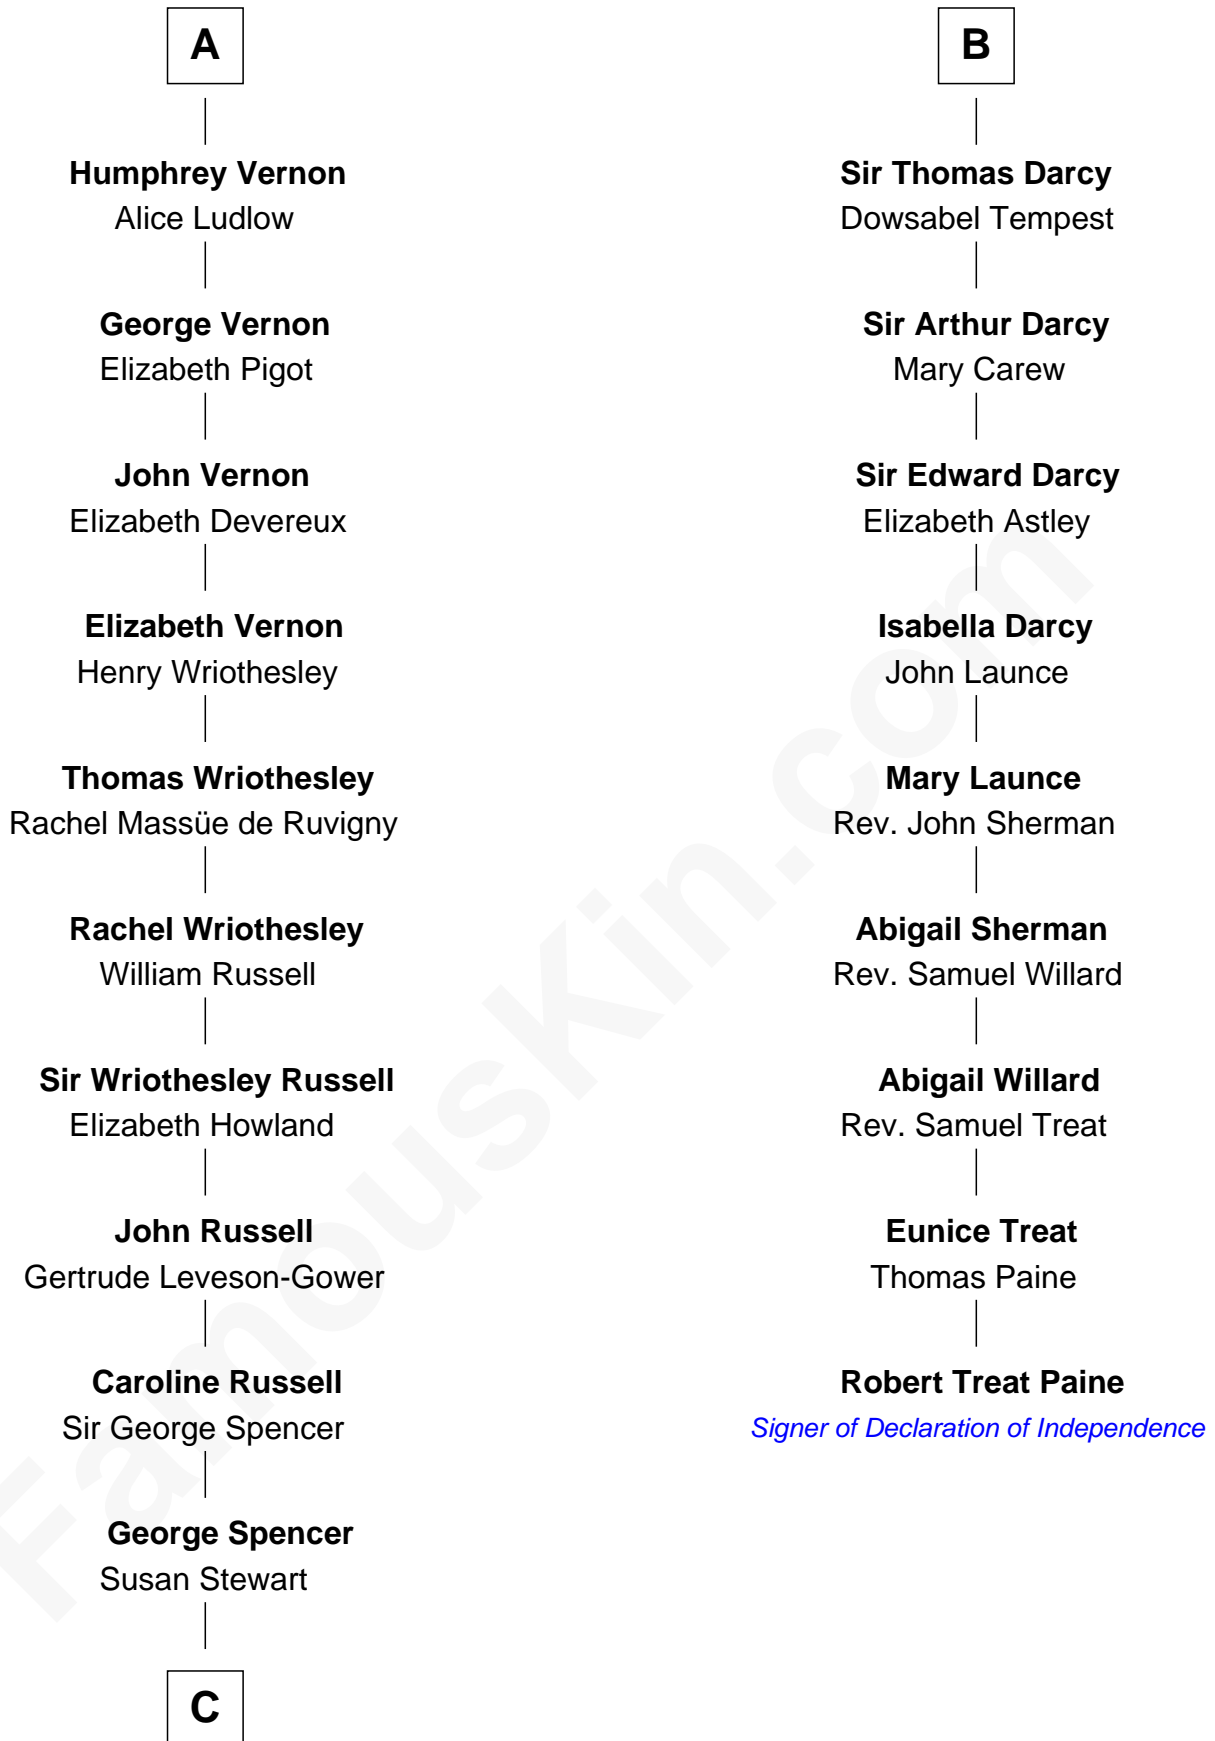 A
Humphrey Vernon
Alice Ludlow
George Vernon
Elizabeth Pigot
John Vernon
Elizabeth Devereux
Elizabeth Vernon
Henry Wriothesley
Thomas Wriothesley
Rachel Massüe de Ruvigny
Rachel Wriothesley
William Russell
Sir Wriothesley Russell
Elizabeth Howland
John Russell
Gertrude Leveson-Gower
Caroline Russell
Sir George Spencer
George Spencer
Susan Stewart
C
B
Sir Thomas Darcy
Dowsabel Tempest
Sir Arthur Darcy
Mary Carew
Sir Edward Darcy
Elizabeth Astley
Isabella Darcy
John Launce
Mary Launce
Rev. John Sherman
Abigail Sherman
Rev. Samuel Willard
Abigail Willard
Rev. Samuel Treat
Eunice Treat
Thomas Paine
Robert Treat Paine
Signer of Declaration of Independence
FamousKin.com